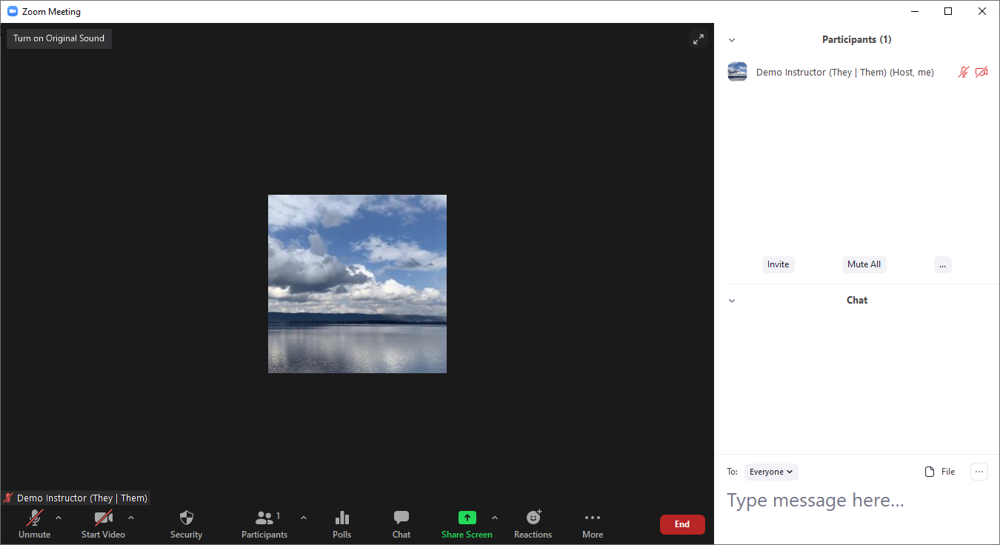 Zoom Meeting
Turn on Original Sound
Participants (1)
Demo Instructor (They | Them) (Host, me)
Invite
Mute All
...
Chat
To:
Everyone
File
Type message here...
Demo Instructor (They | Them)
1
Unmute
Start Video
Security
Participants
Polls
Chat
Share Screen
Reactions
More
End